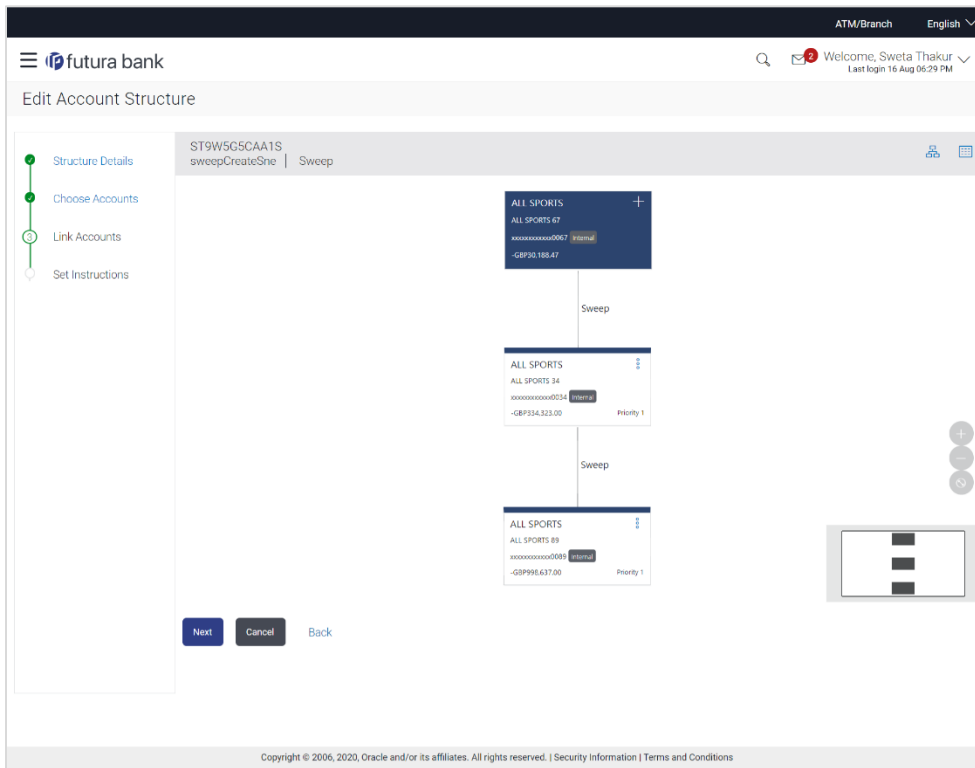 ATM/Branch English
futura bank
2
Welcome, Sweta Thakur
Last login 16 Aug 06:29 PM
Edit Account Structure
Structure Details
Choose Accounts
3 Link Accounts
Set Instructions
ST9W5G5CAA1S
sweepCreateSne | Sweep
ALL SPORTS
ALL SPORTS 67
xxxxxxxxxxxx0067 Internal
-GBP30,188.47
Sweep
ALL SPORTS
ALL SPORTS 34
xxxxxxxxxxxx0034 Internal
-GBP334,323.00 Priority 1
Sweep
ALL SPORTS
ALL SPORTS 89
xxxxxxxxxxxx0089 Internal
-GBP998,637.00 Priority 1
Next Cancel Back
Copyright © 2006, 2020, Oracle and/or its affiliates. All rights reserved. | Security Information | Terms and Conditions